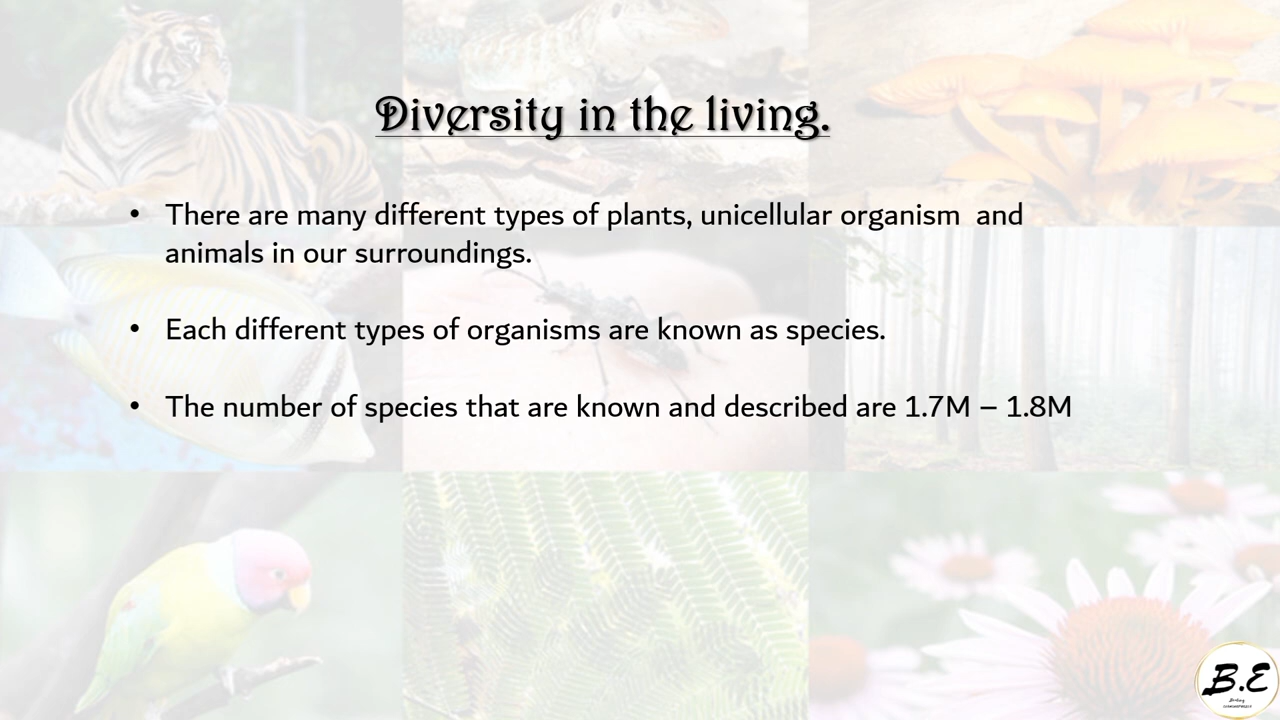 Diversity in the living.
• There are many different types of plants, unicellular organism  and
animals in our surroundings.
• Each different types of organisms are known as species.
• The number of species that are known and described are 1.7M – 1.8M
B.E